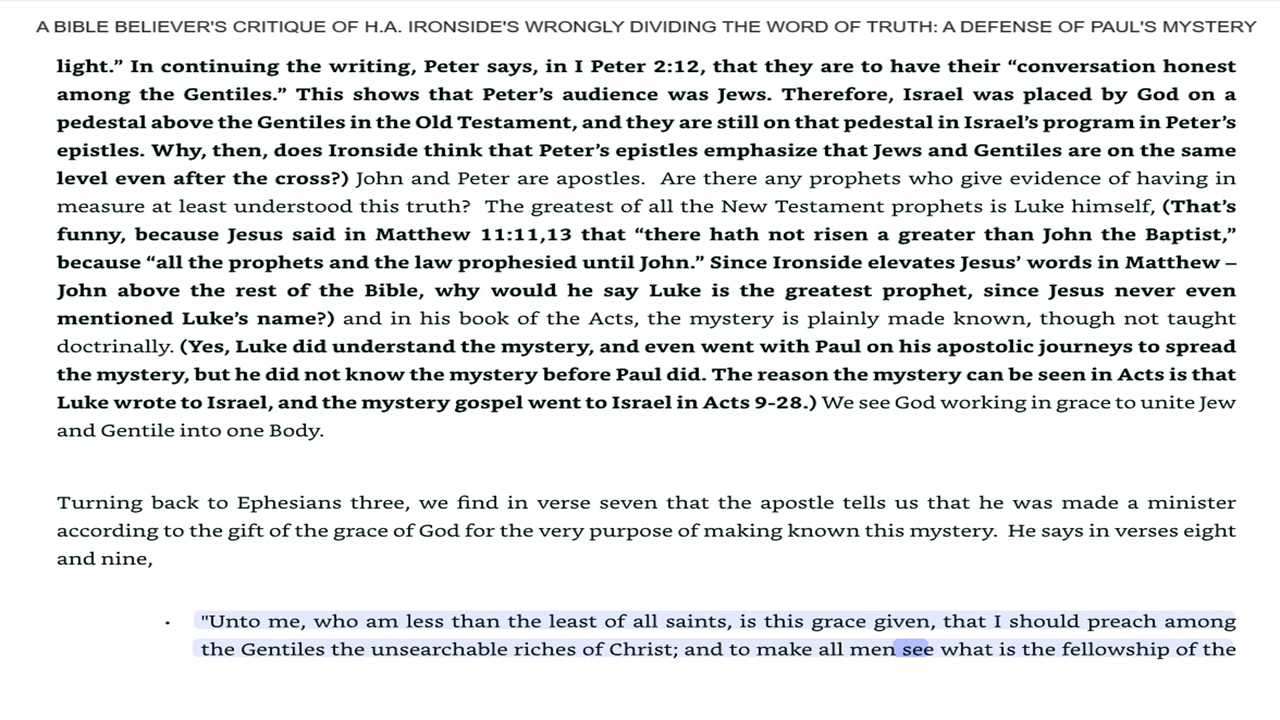 A BIBLE BELIEVER'S CRITIQUE OF H.A. IRONSIDE'S WRONGLY DIVIDING THE WORD OF TRUTH: A DEFENSE OF PAUL'S MYSTERY
light.” In continuing the writing, Peter says, in I Peter 2:12, that they are to have their “conversation honest
among the Gentiles.” This shows that Peter’s audience was Jews. Therefore, Israel was placed by God on a
pedestal above the Gentiles in the Old Testament, and they are still on that pedestal in Israel’s program in Peter’s
epistles. Why, then, does Ironside think that Peter’s epistles emphasize that Jews and Gentiles are on the same
level even after the cross?) John and Peter are apostles. Are there any prophets who give evidence of having in
measure at least understood this truth? The greatest of all the New Testament prophets is Luke himself, (That’s
funny, because Jesus said in Matthew 11:11,13 that “there hath not risen a greater than John the Baptist,”
because “all the prophets and the law prophesied until John.” Since Ironside elevates Jesus’ words in Matthew –
John above the rest of the Bible, why would he say Luke is the greatest prophet, since Jesus never even
mentioned Luke’s name?) and in his book of the Acts, the mystery is plainly made known, though not taught
doctrinally. (Yes, Luke did understand the mystery, and even went with Paul on his apostolic journeys to spread
the mystery, but he did not know the mystery before Paul did. The reason the mystery can be seen in Acts is that
Luke wrote to Israel, and the mystery gospel went to Israel in Acts 9-28.) We see God working in grace to unite Jew
and Gentile into one Body.
Turning back to Ephesians three, we find in verse seven that the apostle tells us that he was made a minister
according to the gift of the grace of God for the very purpose of making known this mystery. He says in verses eight
and nine,
· "Unto me, who am less than the least of all saints, is this grace given, that I should preach among
the Gentiles the unsearchable riches of Christ; and to make all men see what is the fellowship of the